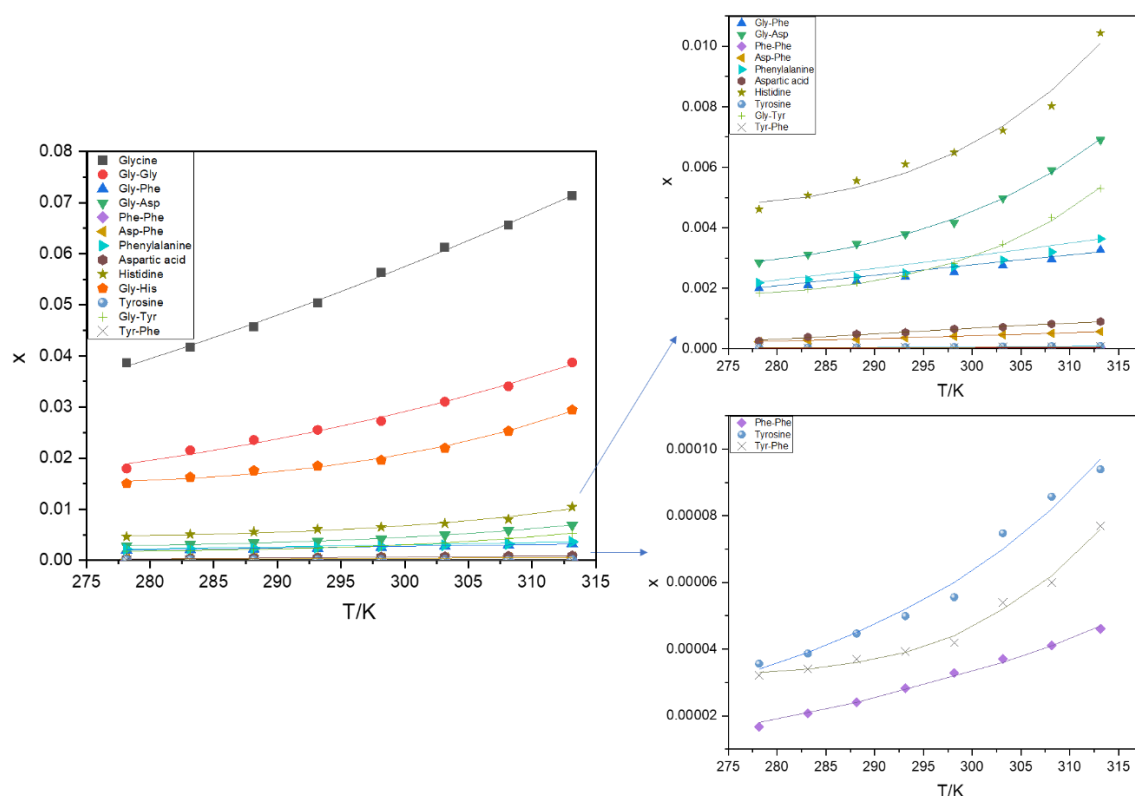 0.08
0.07
0.06
0.05
0.04
0.03
0.02
0.01
0.00
x
Glycine
Gly-Gly
Gly-Phe
Gly-Asp
Phe-Phe
Asp-Phe
Phenylalanine
Aspartic acid
Histidine
Gly-His
Tyrosine
Gly-Tyr
Tyr-Phe
275 280 285 290 295 300 305 310 315
T/K
0.010
0.008
0.006
0.004
0.002
0.000
x
Gly-Phe
Gly-Asp
Phe-Phe
Asp-Phe
Phenylalanine
Aspartic acid
Histidine
Tyrosine
Gly-Tyr
Tyr-Phe
275 280 285 290 295 300 305 310 315
T/K
0.00010
0.00008
0.00006
0.00004
0.00002
x
Phe-Phe
Tyrosine
Tyr-Phe
275 280 285 290 295 300 305 310 315
T/K